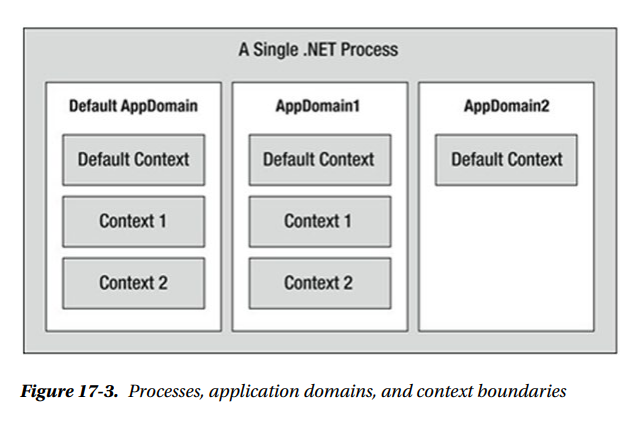 A Single .NET Process
Default AppDomain
Default Context
Context 1
Context 2
AppDomain1
Default Context
Context 1
Context 2
AppDomain2
Default Context
Figure 17-3. Processes, application domains, and context boundaries